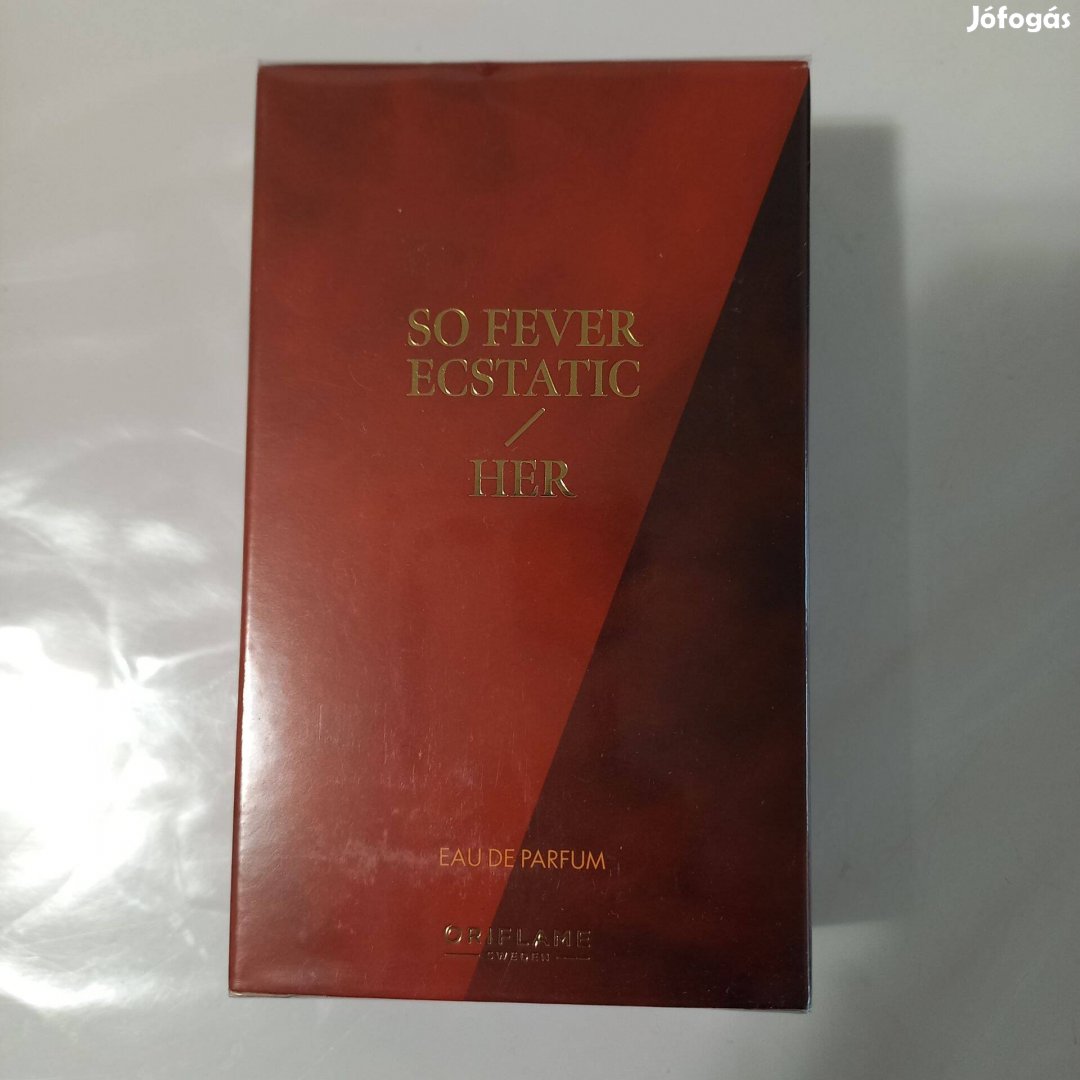 Jófogás
SO FEVER
ECSTATIC
/
HER
EAU DE PARFUM
ORIFLAME
SWEDEN